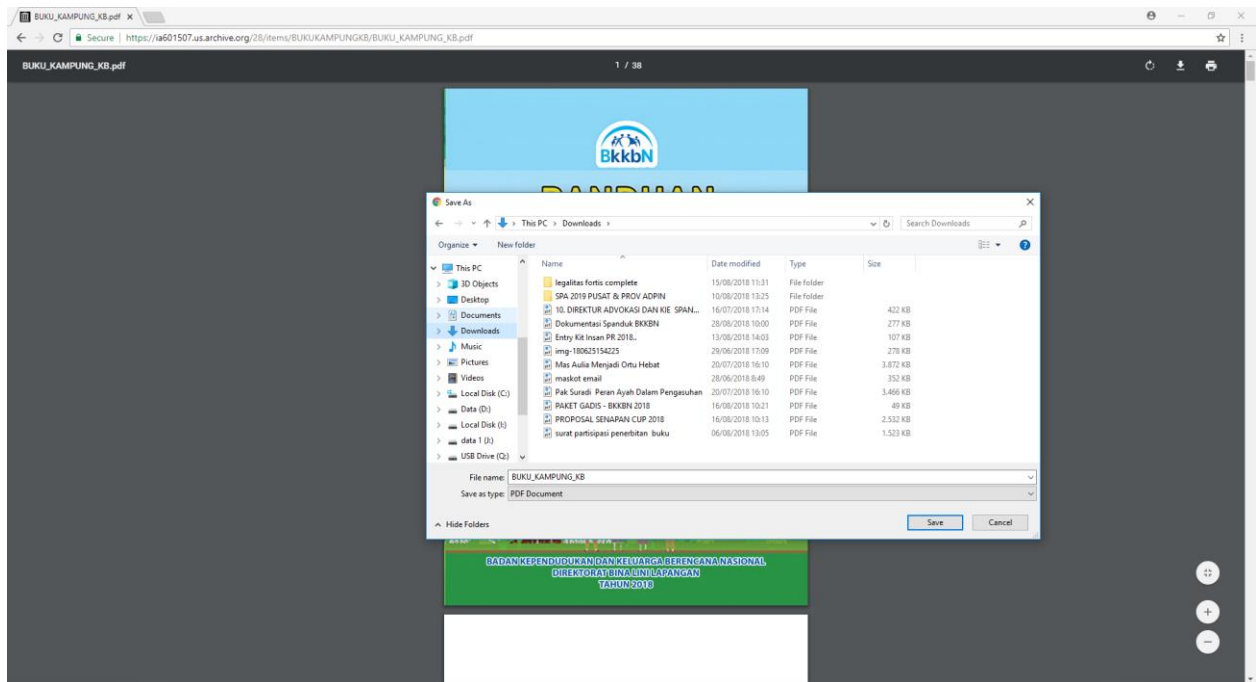 BUKU_KAMPUNG_KB.pdf
Secure | https://ia601507.us.archive.org/28/items/BUKUKAMPUNGKB/BUKU_KAMPUNG_KB.pdf
BUKU_KAMPUNG_KB.pdf 1 / 38
BkkbN
PANDUAN
Save As
This PC > Downloads > Search Downloads
Organize New folder
Name Date modified Type Size
This PC
3D Objects
Desktop
Documents
Downloads
Music
Pictures
Videos
Local Disk (C:)
Data (D:)
Local Disk (I:)
data 1 (J:)
USB Drive (Q:)
legalitas fortis complete 15/08/2018 11:31 File folder
SPA 2019 PUSAT & PROV ADPIN 10/08/2018 13:25 File folder
10. DIREKTUR ADVOKASI DAN KIE SPAN... 16/07/2018 17:14 PDF File 422 KB
Dokumentasi Spanduk BKKBN 28/08/2018 10:00 PDF File 277 KB
Entry Kit Insan PR 2018.. 13/08/2018 14:03 PDF File 107 KB
img-180625154225 29/06/2018 17:09 PDF File 278 KB
Mas Aulia Menjadi Ortu Hebat 20/07/2018 16:10 PDF File 3.872 KB
maskot email 28/06/2018 8:49 PDF File 352 KB
Pak Suradi Peran Ayah Dalam Pengasuhan 20/07/2018 16:10 PDF File 3.466 KB
PAKET GADIS - BKKBN 2018 16/08/2018 10:21 PDF File 49 KB
PROPOSAL SENAPAN CUP 2018 16/08/2018 10:13 PDF File 2.532 KB
surat partisipasi penerbitan buku 06/08/2018 13:05 PDF File 1.523 KB
File name: BUKU_KAMPUNG_KB
Save as type: PDF Document
Hide Folders Save Cancel
BADAN KEPENDUDUKAN DAN KELUARGA BERENCANA NASIONAL
DIREKTORAT BINA LINI LAPANGAN
TAHUN 2018